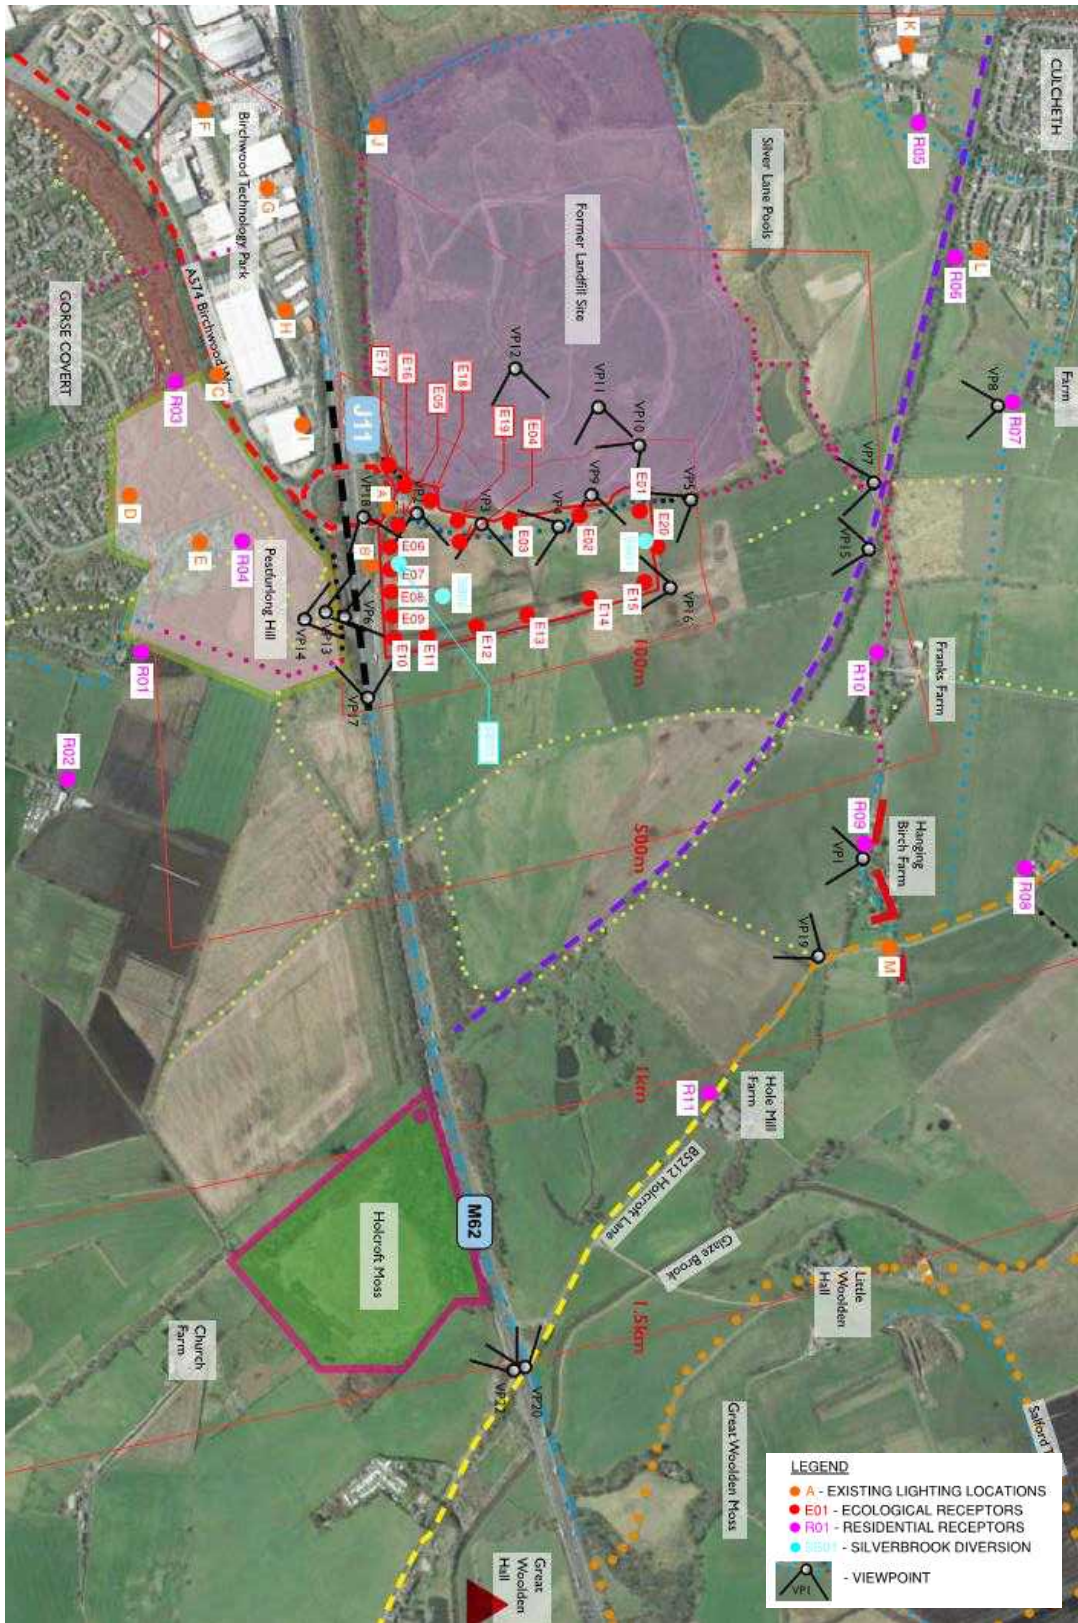 K
CULCHETH
F
J
R05
Birchwood
Technology Park
G
Silver Lane Pools
Former Landfill Site
L
R06
A574 Birchwood
H
GORSE COVERT
C
R03
I
J11
E17
E16
E05
E18
E19
E04
VP12
VP11
VP10
VP8
R07
Farm
D
E
R04
Pestfurlong Hill
VP18
A
B
VP3
VP4
VP9
E01
VP5
VP7
E03
E02
E20
VP15
E06
E07
E08
E09
E10
E11
E12
E13
E14
E15
VP16
VP6
VP13
VP14
VP17
100m
R01
R02
R10
Franks Farm
500m
R09
VP1
Hanging
Birch Farm
R08
VP19
M
1km
R11
Hole Mill
Farm
B5212 Holcroft Lane
Glaze Brook
M62
Holcroft Moss
Little
Woolden
Hall
1.5km
Church
Farm
VP20
Great Woolden Moss
Salford
Great
Woolden
Hall
LEGEND
A - EXISTING LIGHTING LOCATIONS
E01 - ECOLOGICAL RECEPTORS
R01 - RESIDENTIAL RECEPTORS
SB01 - SILVERBROOK DIVERSION
VP1 - VIEWPOINT